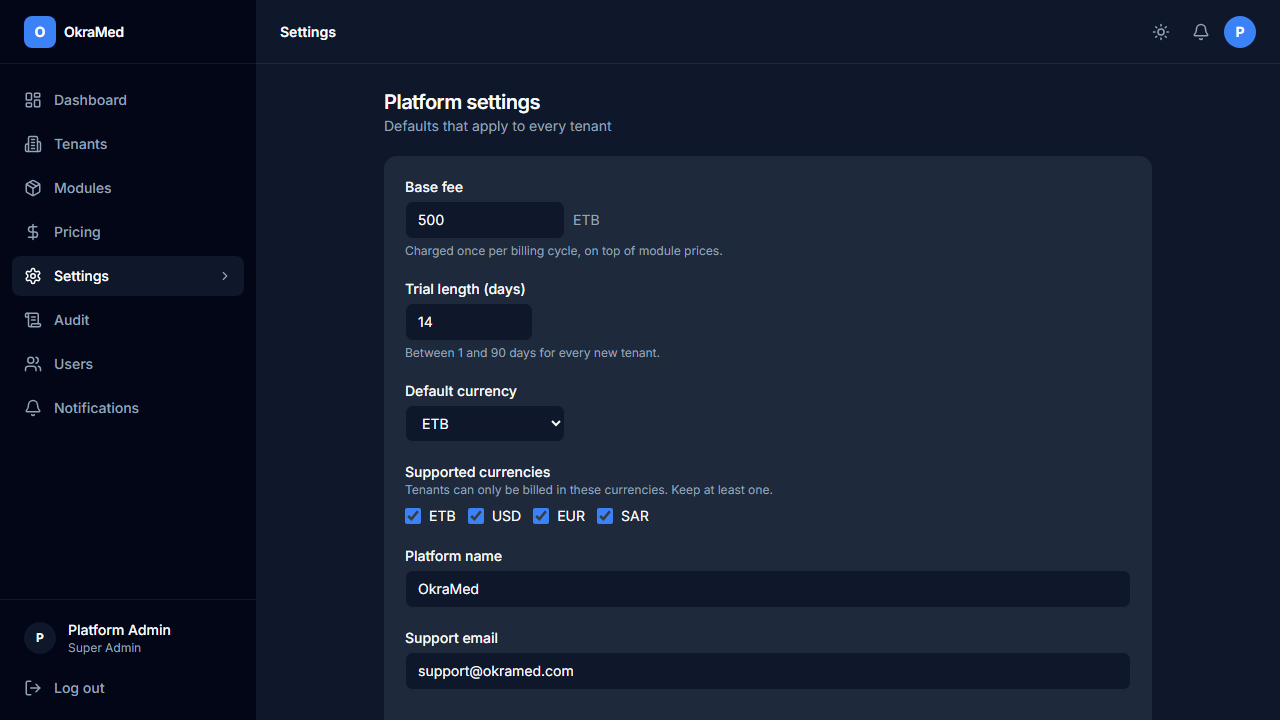 O OkraMed
Settings
P
Dashboard
Tenants
Modules
Pricing
Settings
Audit
Users
Notifications
P
Platform Admin
Super Admin
Log out
Platform settings
Defaults that apply to every tenant
Base fee
500 ETB
Charged once per billing cycle, on top of module prices.
Trial length (days)
14
Between 1 and 90 days for every new tenant.
Default currency
ETB
Supported currencies
Tenants can only be billed in these currencies. Keep at least one.
ETB USD EUR SAR
Platform name
OkraMed
Support email
support@okramed.com